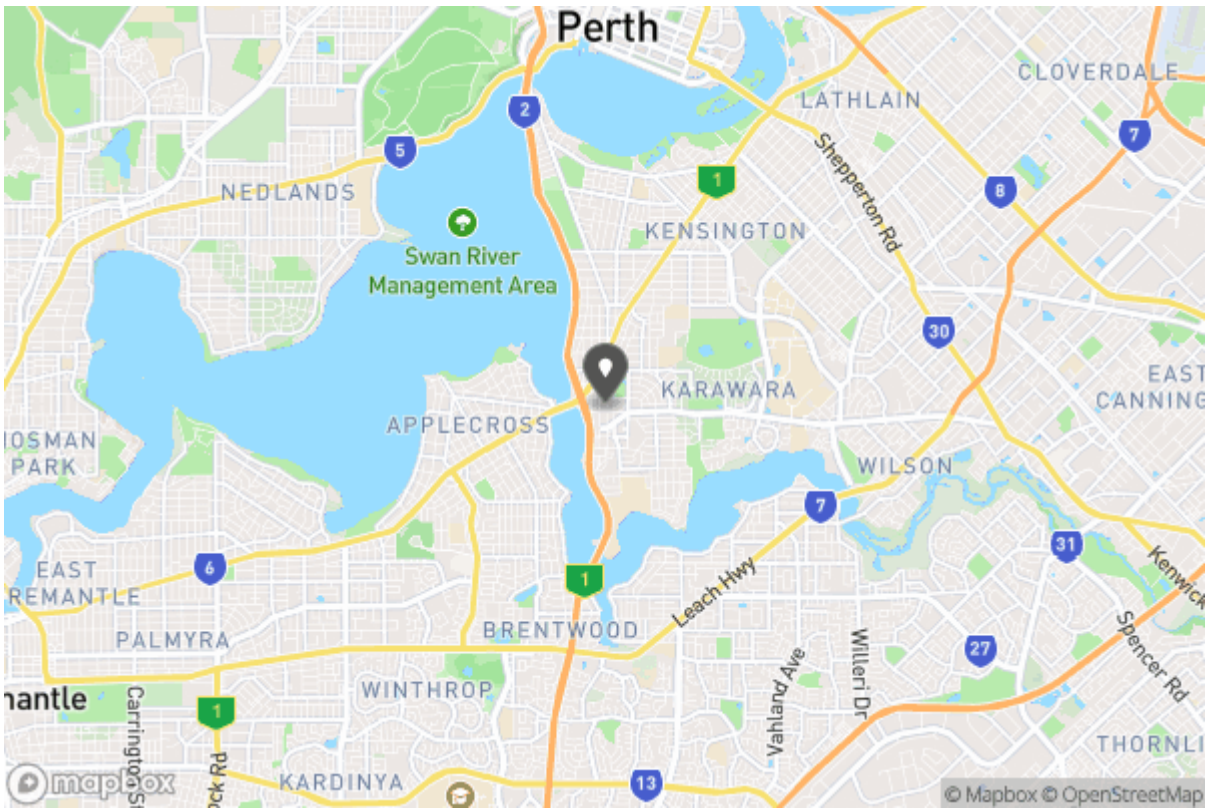 Perth
CLOVERDALE
LATHLAIN
2
7
5
Shepperton Rd
1
8
NEDLANDS
KENSINGTON
Swan River
Management Area
30
KARAWARA
EAST
CANNING
APPLECROSS
MOSMAN
PARK
WILSON
7
31
6
EAST
FREMANTLE
1
Leach Hwy
Kenwick
BRENTWOOD
PALMYRA
27
Spencer Rd
Willeri Dr
Vahland Ave
WINTHROP
mantle
Carrington St
1
ock Rd
THORNLI
KARDINYA
13
mapbox
© Mapbox © OpenStreetMap